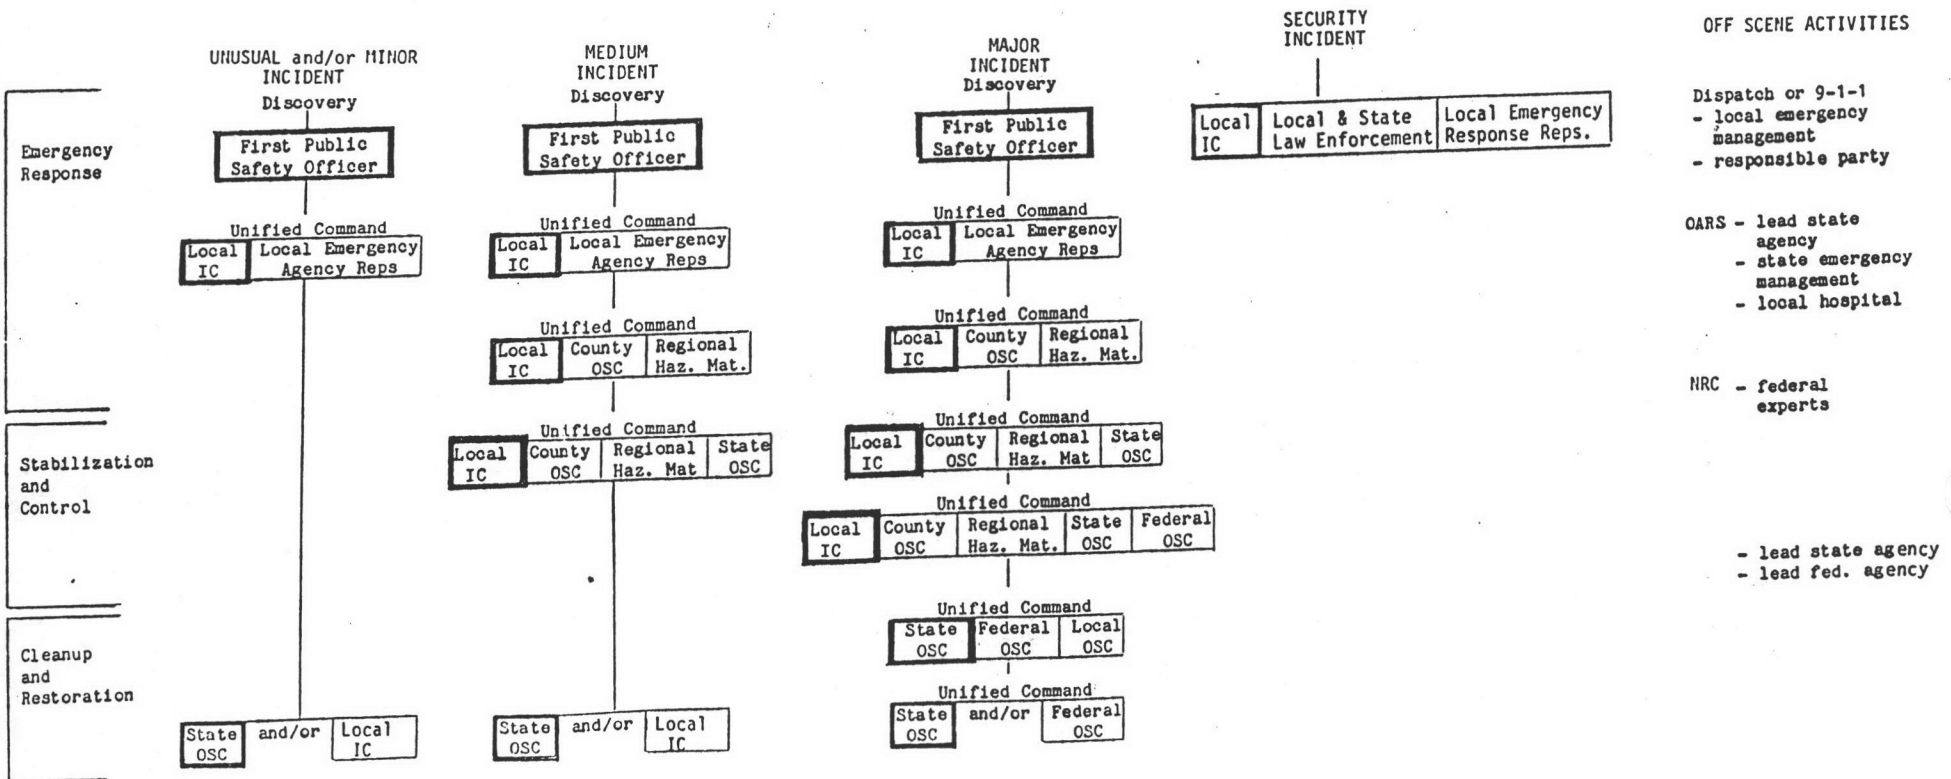 UNUSUAL and/or MINOR
INCIDENT
Discovery
First Public
Safety Officer
Unified Command
Local
IC
Local Emergency
Agency Reps
State
OSC
and/or
Local
IC
MEDIUM
INCIDENT
Discovery
First Public
Safety Officer
Unified Command
Local
IC
Local Emergency
Agency Reps
Unified Command
Local
IC
County
OSC
Regional
Haz. Mat.
Unified Command
Local
IC
County
OSC
Regional
Haz. Mat
State
OSC
State
OSC
and/or
Local
IC
MAJOR
INCIDENT
Discovery
First Public
Safety Officer
Unified Command
Local
IC
Local Emergency
Agency Reps
Unified Command
Local
IC
County
OSC
Regional
Haz. Mat.
Unified Command
Local
IC
County
OSC
Regional
Haz. Mat
State
OSC
Unified Command
Local
IC
County
OSC
Regional
Haz. Mat.
State
OSC
Federal
OSC
Unified Command
State
OSC
Federal
OSC
Local
OSC
Unified Command
State
OSC
and/or
Federal
OSC
SECURITY
INCIDENT
Local
IC
Local & State
Law Enforcement
Local Emergency
Response Reps.
OFF SCENE ACTIVITIES
Dispatch or 9-1-1
- local emergency
management
- responsible party
OARS - lead state
agency
- state emergency
management
- local hospital
NRC - federal
experts
- lead state agency
- lead fed. agency
Emergency
Response
Stabilization
and
Control
Cleanup
and
Restoration